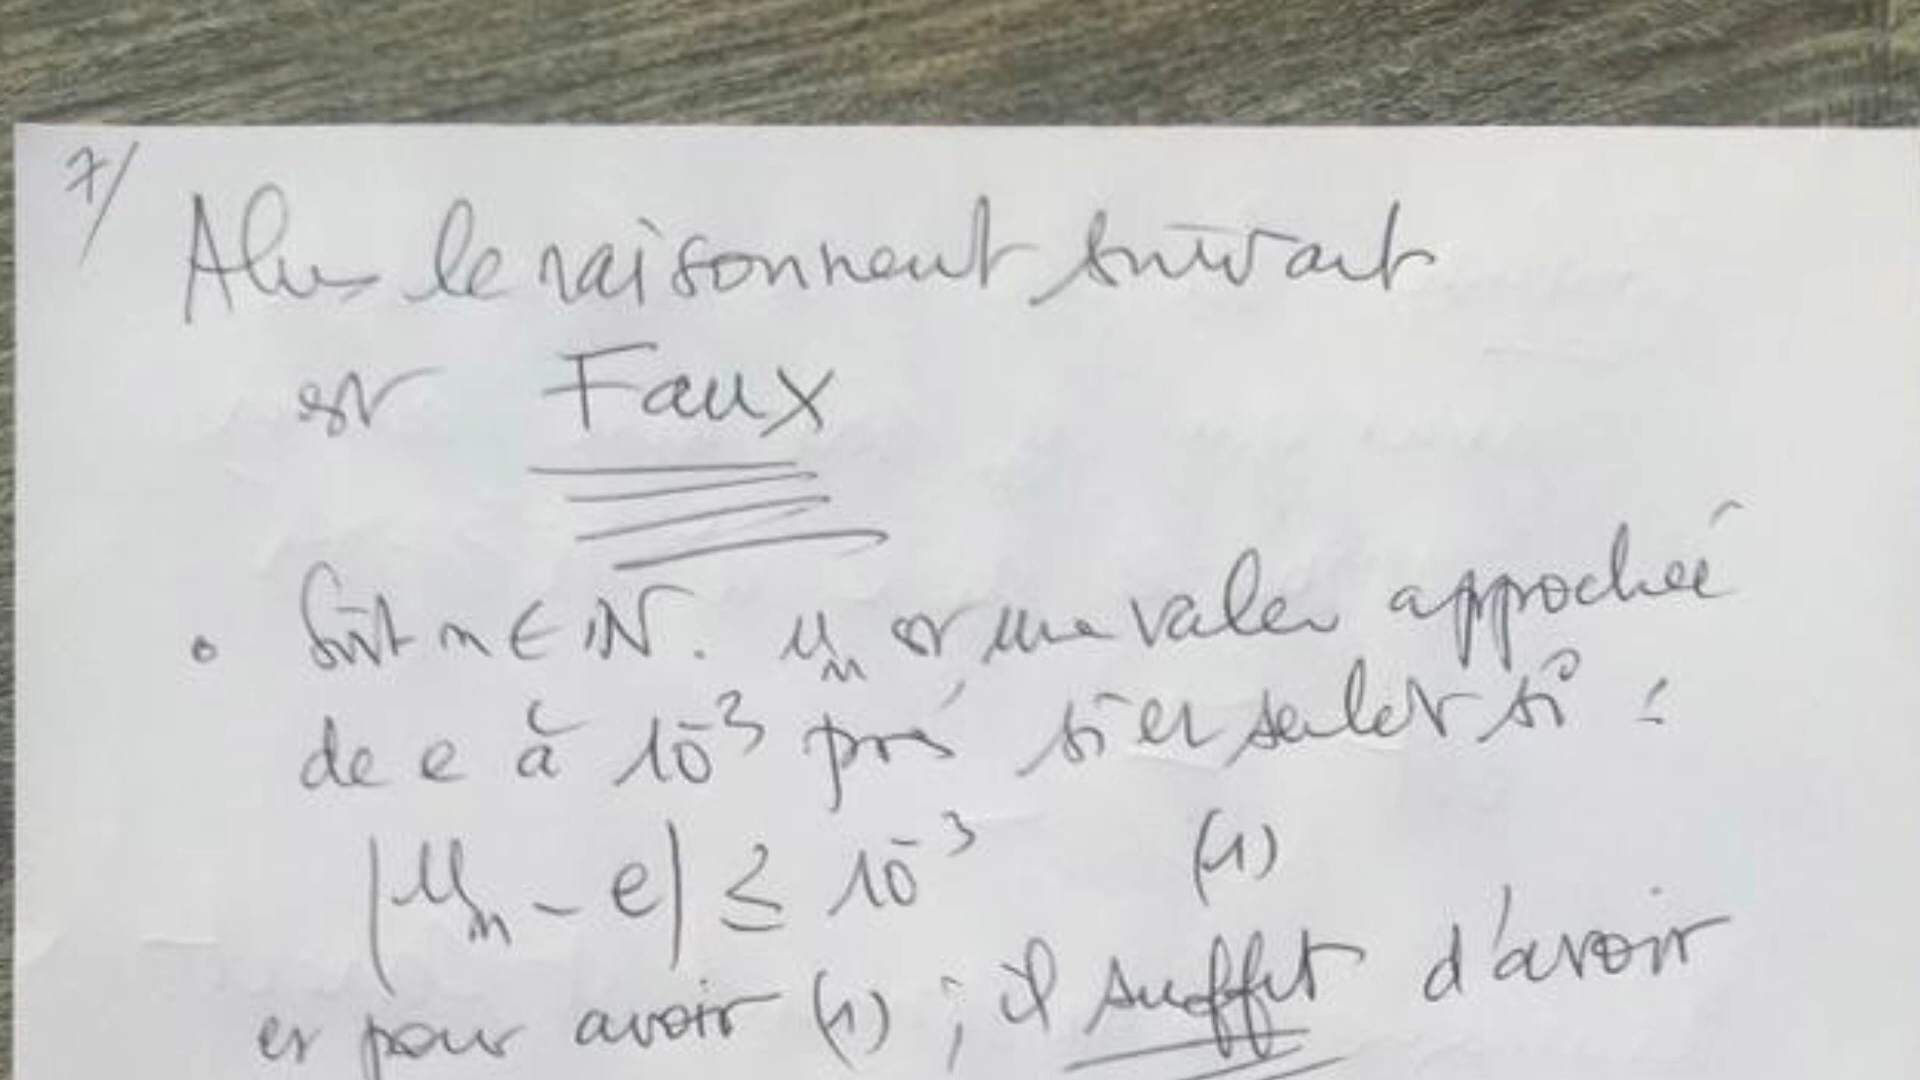 7/
Alors le raisonnement suivant
est Faux
• Soit n ∈ ℕ. uₙ est une valeur approchée
de e à 10⁻³ près si et seulet si :
|uₙ - e| ≤ 10⁻³ (1)
et pour avoir (1) ; il suffit d'avoir